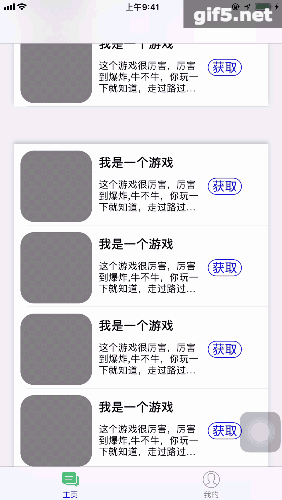 上午9:41
gif5.net
我是一个游戏
这个游戏很厉害，厉害
到爆炸,牛不牛，你玩一
下就知道，走过路过...
获取
我是一个游戏
这个游戏很厉害，厉害
到爆炸,牛不牛，你玩一
下就知道，走过路过...
获取
我是一个游戏
这个游戏很厉害，厉害
到爆炸,牛不牛，你玩一
下就知道，走过路过...
获取
我是一个游戏
这个游戏很厉害，厉害
到爆炸,牛不牛，你玩一
下就知道，走过路过...
获取
我是一个游戏
这个游戏很厉害，厉害
到爆炸,牛不牛，你玩一
下就知道，走过路过...
获取
主页
我的